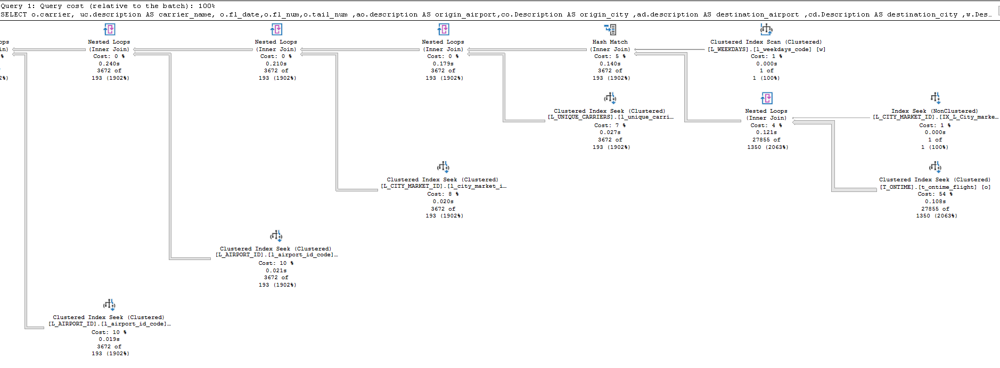 Query 1: Query cost (relative to the batch): 100%
SELECT o.carrier, uc.description AS carrier_name, o.fl_date,o.fl_num,o.tail_num ,ao.description AS origin_airport,co.Description AS origin_city ,ad.description AS destination_airport ,cd.Description AS destination_city ,w.Des…
ops
in)
%
2%)
Nested Loops
(Inner Join)
Cost: 0 %
0.240s
3672 of
193 (1902%)
Nested Loops
(Inner Join)
Cost: 0 %
0.210s
3672 of
193 (1902%)
Nested Loops
(Inner Join)
Cost: 0 %
0.179s
3672 of
193 (1902%)
Hash Match
(Inner Join)
Cost: 5 %
0.140s
3672 of
193 (1902%)
Clustered Index Scan (Clustered)
[L_WEEKDAYS].[l_weekdays_code] [w]
Cost: 1 %
0.000s
1 of
1 (100%)
Clustered Index Seek (Clustered)
[L_UNIQUE_CARRIERS].[l_unique_carri…
Cost: 7 %
0.027s
3672 of
193 (1902%)
Nested Loops
(Inner Join)
Cost: 4 %
0.121s
27855 of
1350 (2063%)
Index Seek (NonClustered)
[L_CITY_MARKET_ID].[IX_L_City_marke…
Cost: 1 %
0.000s
1 of
1 (100%)
Clustered Index Seek (Clustered)
[L_CITY_MARKET_ID].[l_city_market_i…
Cost: 8 %
0.020s
3672 of
193 (1902%)
Clustered Index Seek (Clustered)
[T_ONTIME].[t_ontime_flight] [o]
Cost: 54 %
0.108s
27855 of
1350 (2063%)
Clustered Index Seek (Clustered)
[L_AIRPORT_ID].[l_airport_id_code]…
Cost: 10 %
0.021s
3672 of
193 (1902%)
Clustered Index Seek (Clustered)
[L_AIRPORT_ID].[l_airport_id_code]…
Cost: 10 %
0.019s
3672 of
193 (1902%)